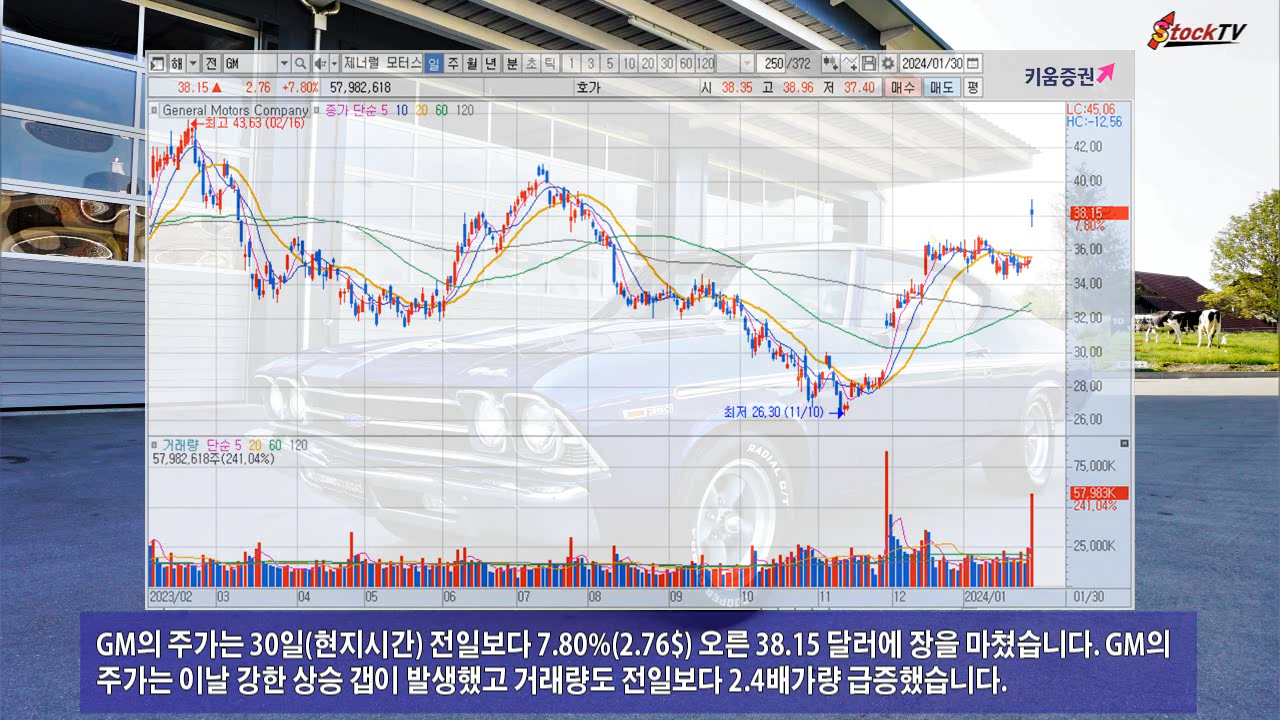 StockTV
해 전 GM 제너럴 모터스 일 주 월 년 분 초 틱 1 3 5 10 20 30 60 120 250 /372 2024/01/30
키움증권
38.15▲ 2.76 +7.80% 57,982,618 호가 시 38.35 고 38.96 저 37.40 매수 매도 평
General Motors Company 종가 단순 5 10 20 60 120
LC:45,06
HC:-12,56
최고 43,63 (02/16)
42,00
40,00
38,15
7,80%
36,00
34,00
32,00
30,00
28,00
26,00
최저 26,30 (11/10)
거래량 단순 5 20 60 120
57,982,618주(241,04%)
75,000K
57,983K
241,04%
25,000K
RADIAL G/T
2023/02 03 04 05 06 07 08 09 10 11 12 2024/01 01/30
GM의 주가는 30일(현지시간) 전일보다 7.80%(2.76$) 오른 38.15 달러에 장을 마쳤습니다. GM의
주가는 이날 강한 상승 갭이 발생했고 거래량도 전일보다 2.4배가량 급증했습니다.